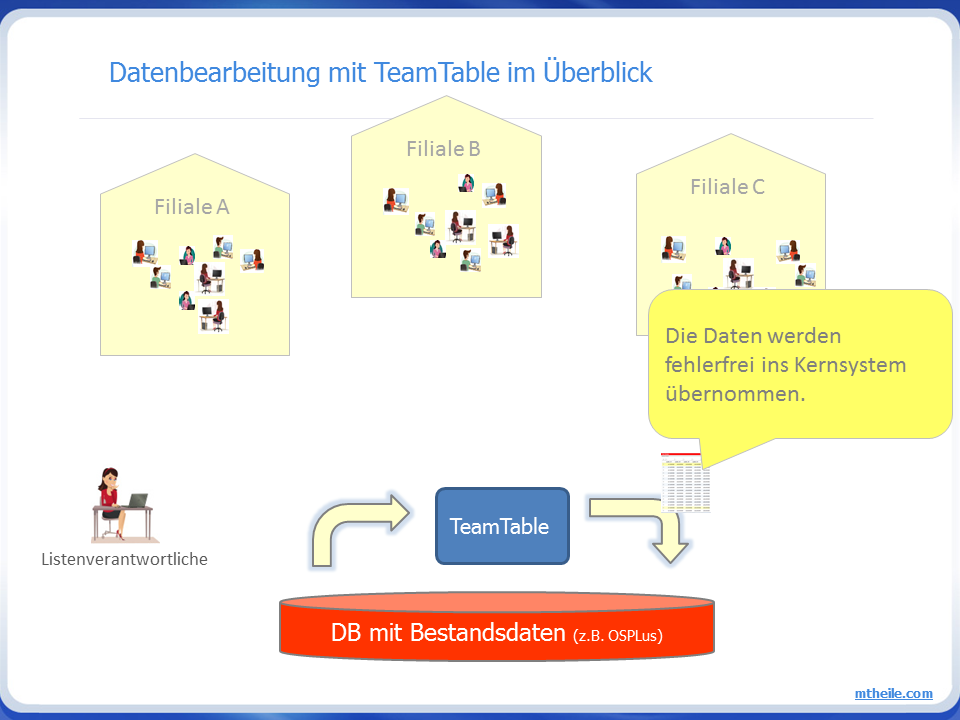 Datenbearbeitung mit TeamTable im Überblick
Filiale B
Filiale C
Filiale A
Die Daten werden
fehlerfrei ins Kernsystem
übernommen.
TeamTable
Listenverantwortliche
DB mit Bestandsdaten (z.B. OSPLus)
mtheile.com